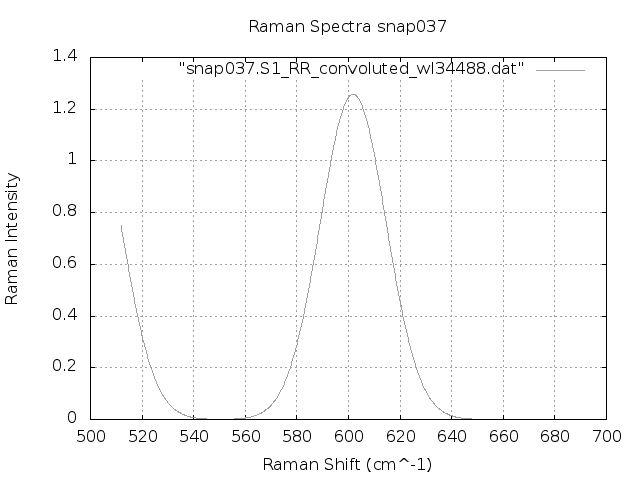 Raman Spectra snap037
"snap037.S1_RR_convoluted_wl34488.dat"
1.4
1.2
1
0.8
0.6
0.4
0.2
0
Raman Intensity
500 520 540 560 580 600 620 640 660 680 700
Raman Shift (cm^-1)